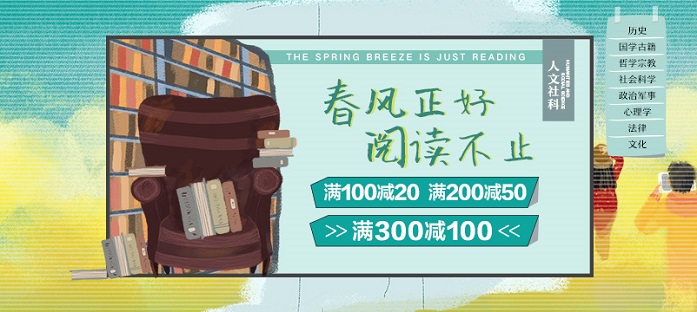 THE SPRING BREEZE IS JUST READING
人文社科
春风正好
阅读不止
满100减20 满200减50
>> 满300减100 <<
历史
国学古籍
哲学宗教
社会科学
政治军事
心理学
法律
文化